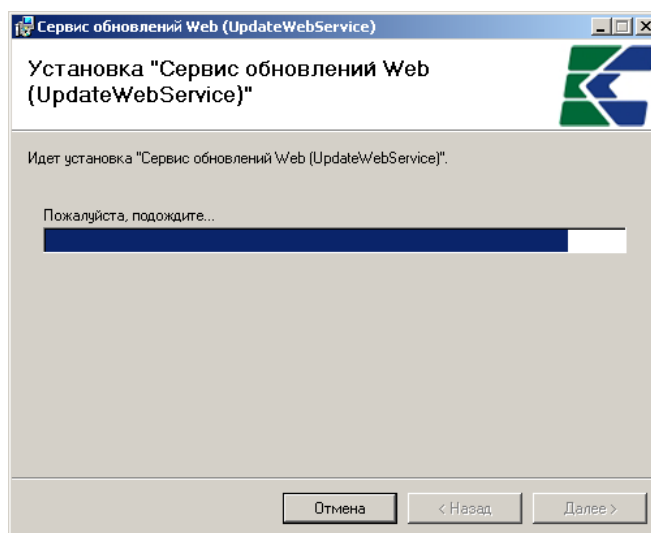 Сервис обновлений Web (UpdateWebService)
Установка "Сервис обновлений Web
(UpdateWebService)"
Идет установка "Сервис обновлений Web (UpdateWebService)".
Пожалуйста, подождите...
Отмена
< Назад
Далее >